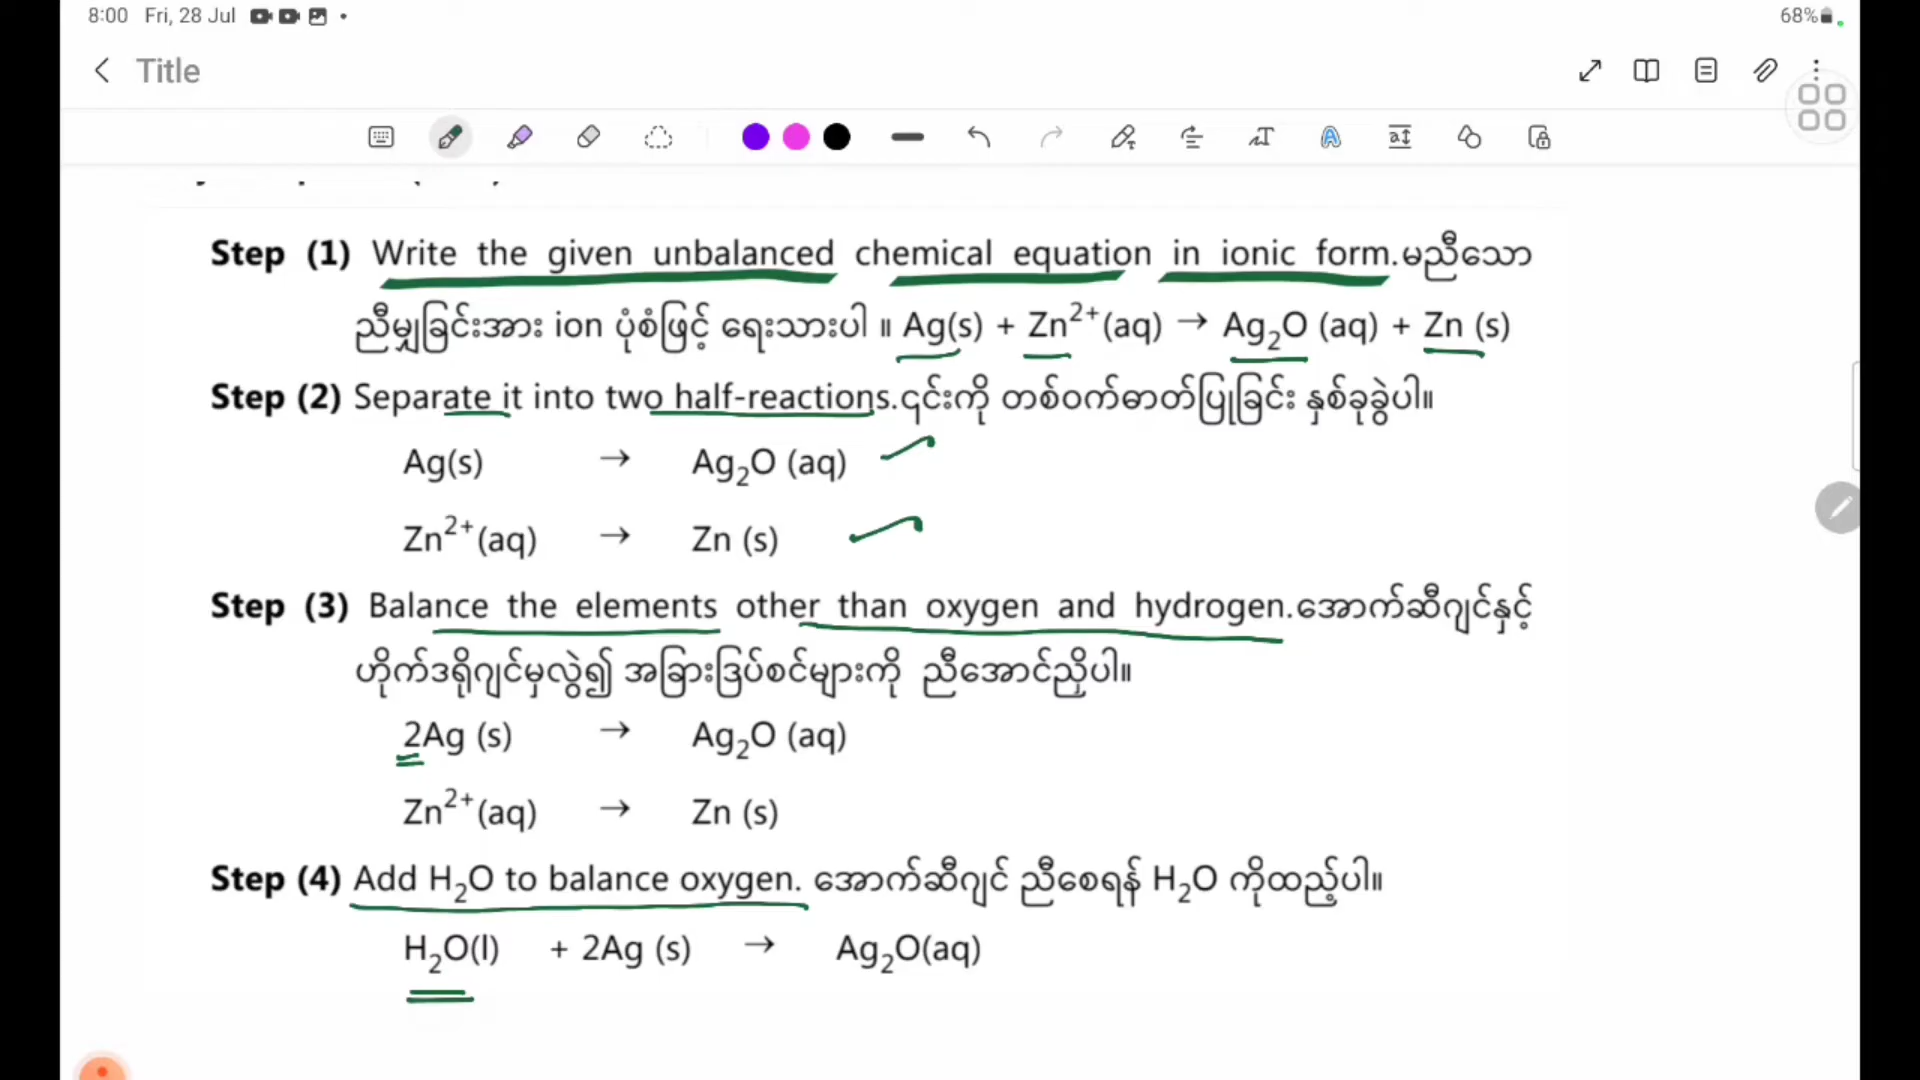 8:00 Fri, 28 Jul
68%
Title
Step (1) Write the given unbalanced chemical equation in ionic form.မညီသော
ညီမျှခြင်းအား ion ပုံစံဖြင့် ရေးသားပါ ။ Ag(s) + Zn²⁺(aq) → Ag₂O (aq) + Zn (s)
Step (2) Separate it into two half-reactions.၎င်းကို တစ်ဝက်ဓာတ်ပြုခြင်း နှစ်ခုခွဲပါ။
Ag(s) → Ag₂O (aq)
Zn²⁺(aq) → Zn (s)
Step (3) Balance the elements other than oxygen and hydrogen.အောက်ဆီဂျင်နှင့်
ဟိုက်ဒရိုဂျင်မှလွဲ၍ အခြားဒြပ်စင်များကို ညီအောင်ညှိပါ။
2Ag (s) → Ag₂O (aq)
Zn²⁺(aq) → Zn (s)
Step (4) Add H₂O to balance oxygen. အောက်ဆီဂျင် ညီစေရန် H₂O ကိုထည့်ပါ။
H₂O(l) + 2Ag (s) → Ag₂O(aq)